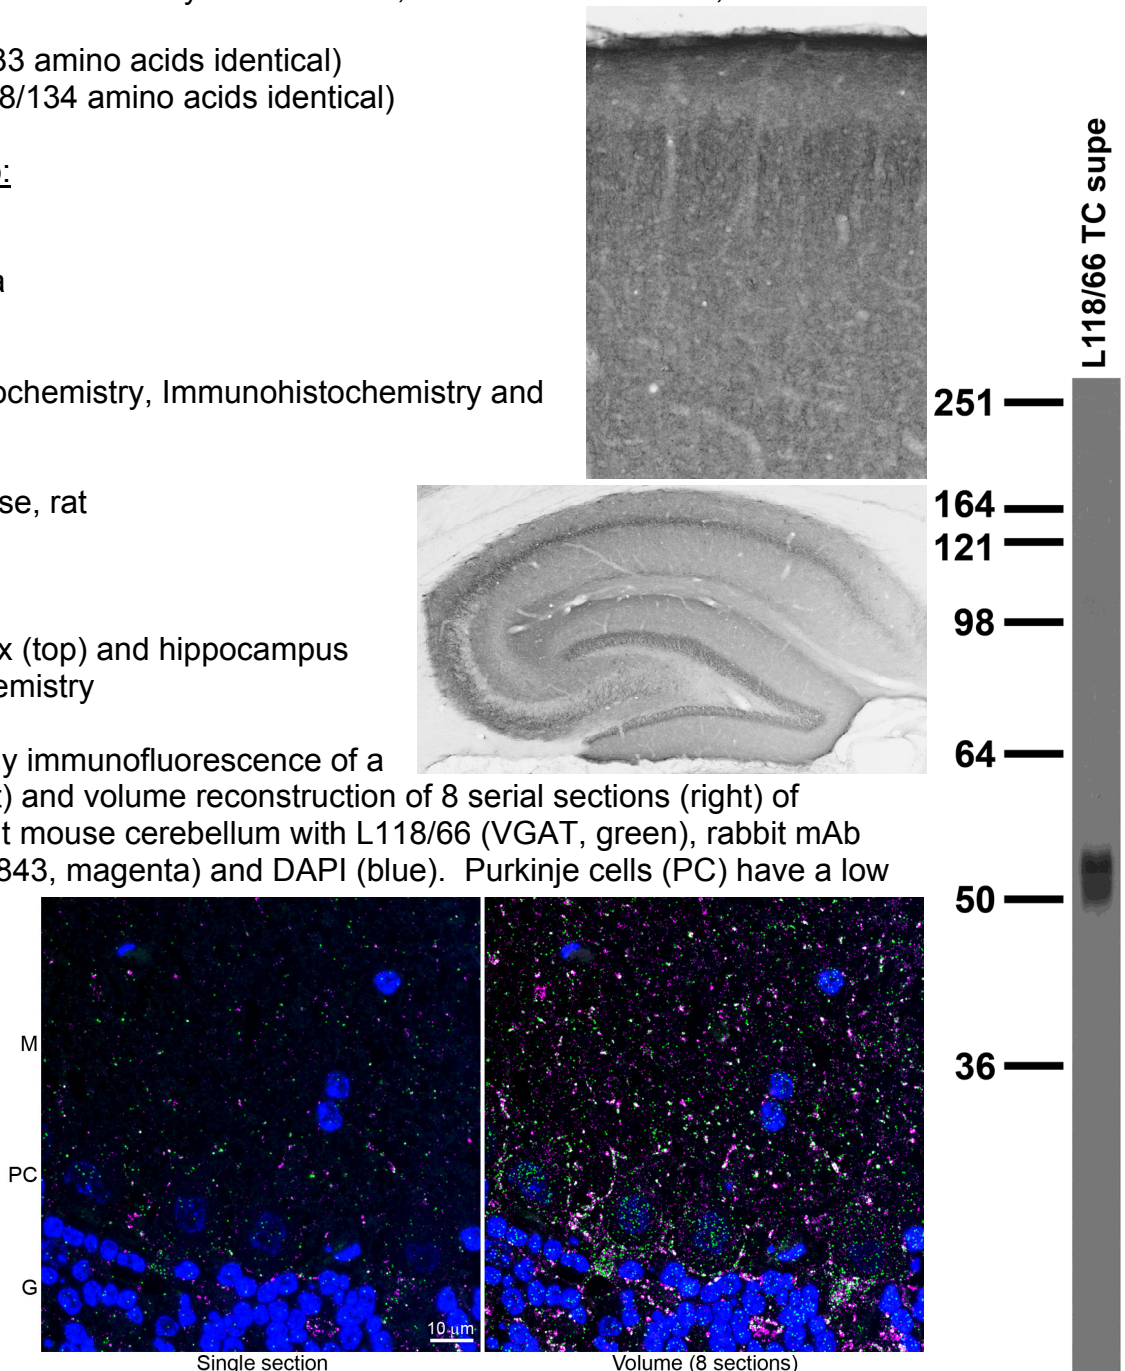 33 amino acids identical)
8/134 amino acids identical)
:
a
ochemistry, Immunohistochemistry and
se, rat
x (top) and hippocampus
emistry
y immunofluorescence of a
t) and volume reconstruction of 8 serial sections (right) of
t mouse cerebellum with L118/66 (VGAT, green), rabbit mAb
843, magenta) and DAPI (blue). Purkinje cells (PC) have a low
L118/66 TC supe
251
164
121
98
64
50
36
M
PC
G
10 µm
Single section
Volume (8 sections)